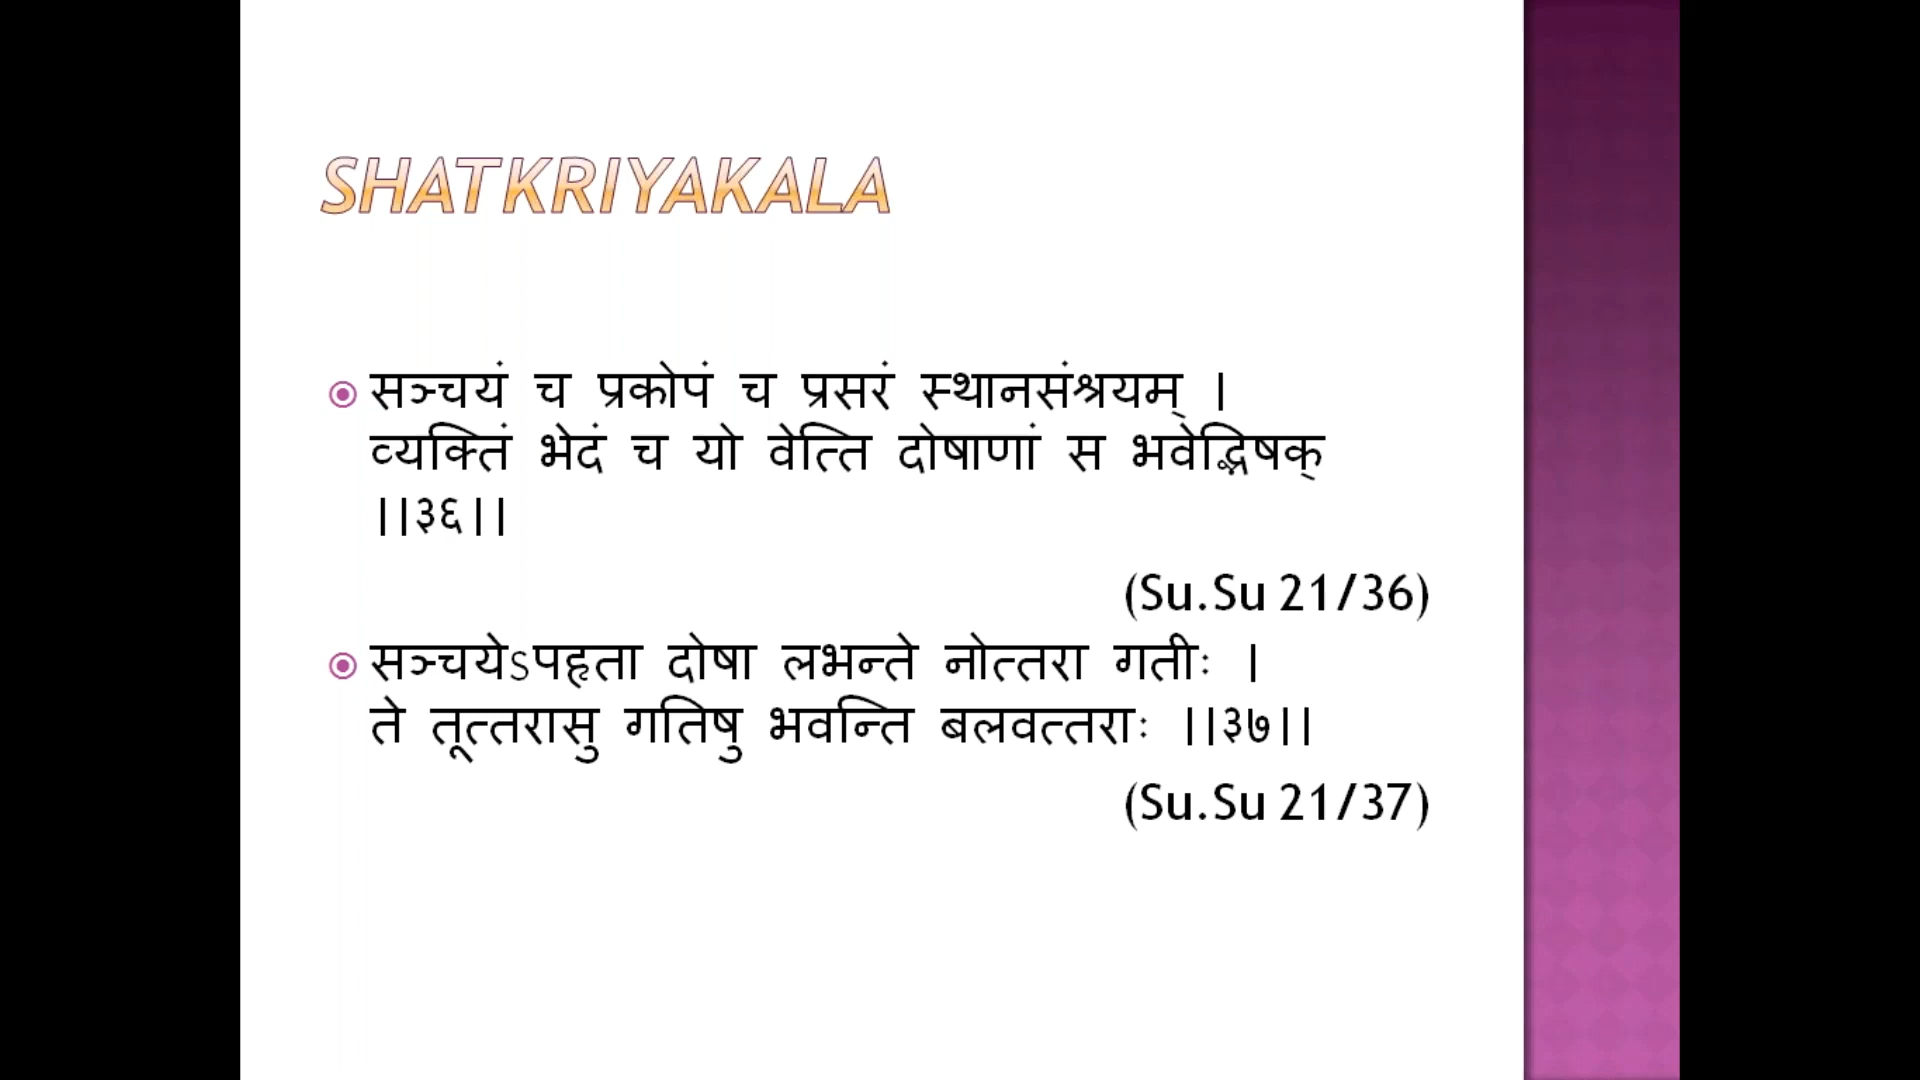 SHATKRIYAKALA
सञ्चयं च प्रकोपं च प्रसरं स्थानसंश्रयम् |
व्यक्तिं भेदं च यो वेत्ति दोषाणां स भवेद्भिषक्
||३६||
(Su.Su 21/36)
सञ्चयेऽपहृता दोषा लभन्ते नोत्तरा गतीः |
ते तूत्तरासु गतिषु भवन्ति बलवत्तराः ||३७||
(Su.Su 21/37)